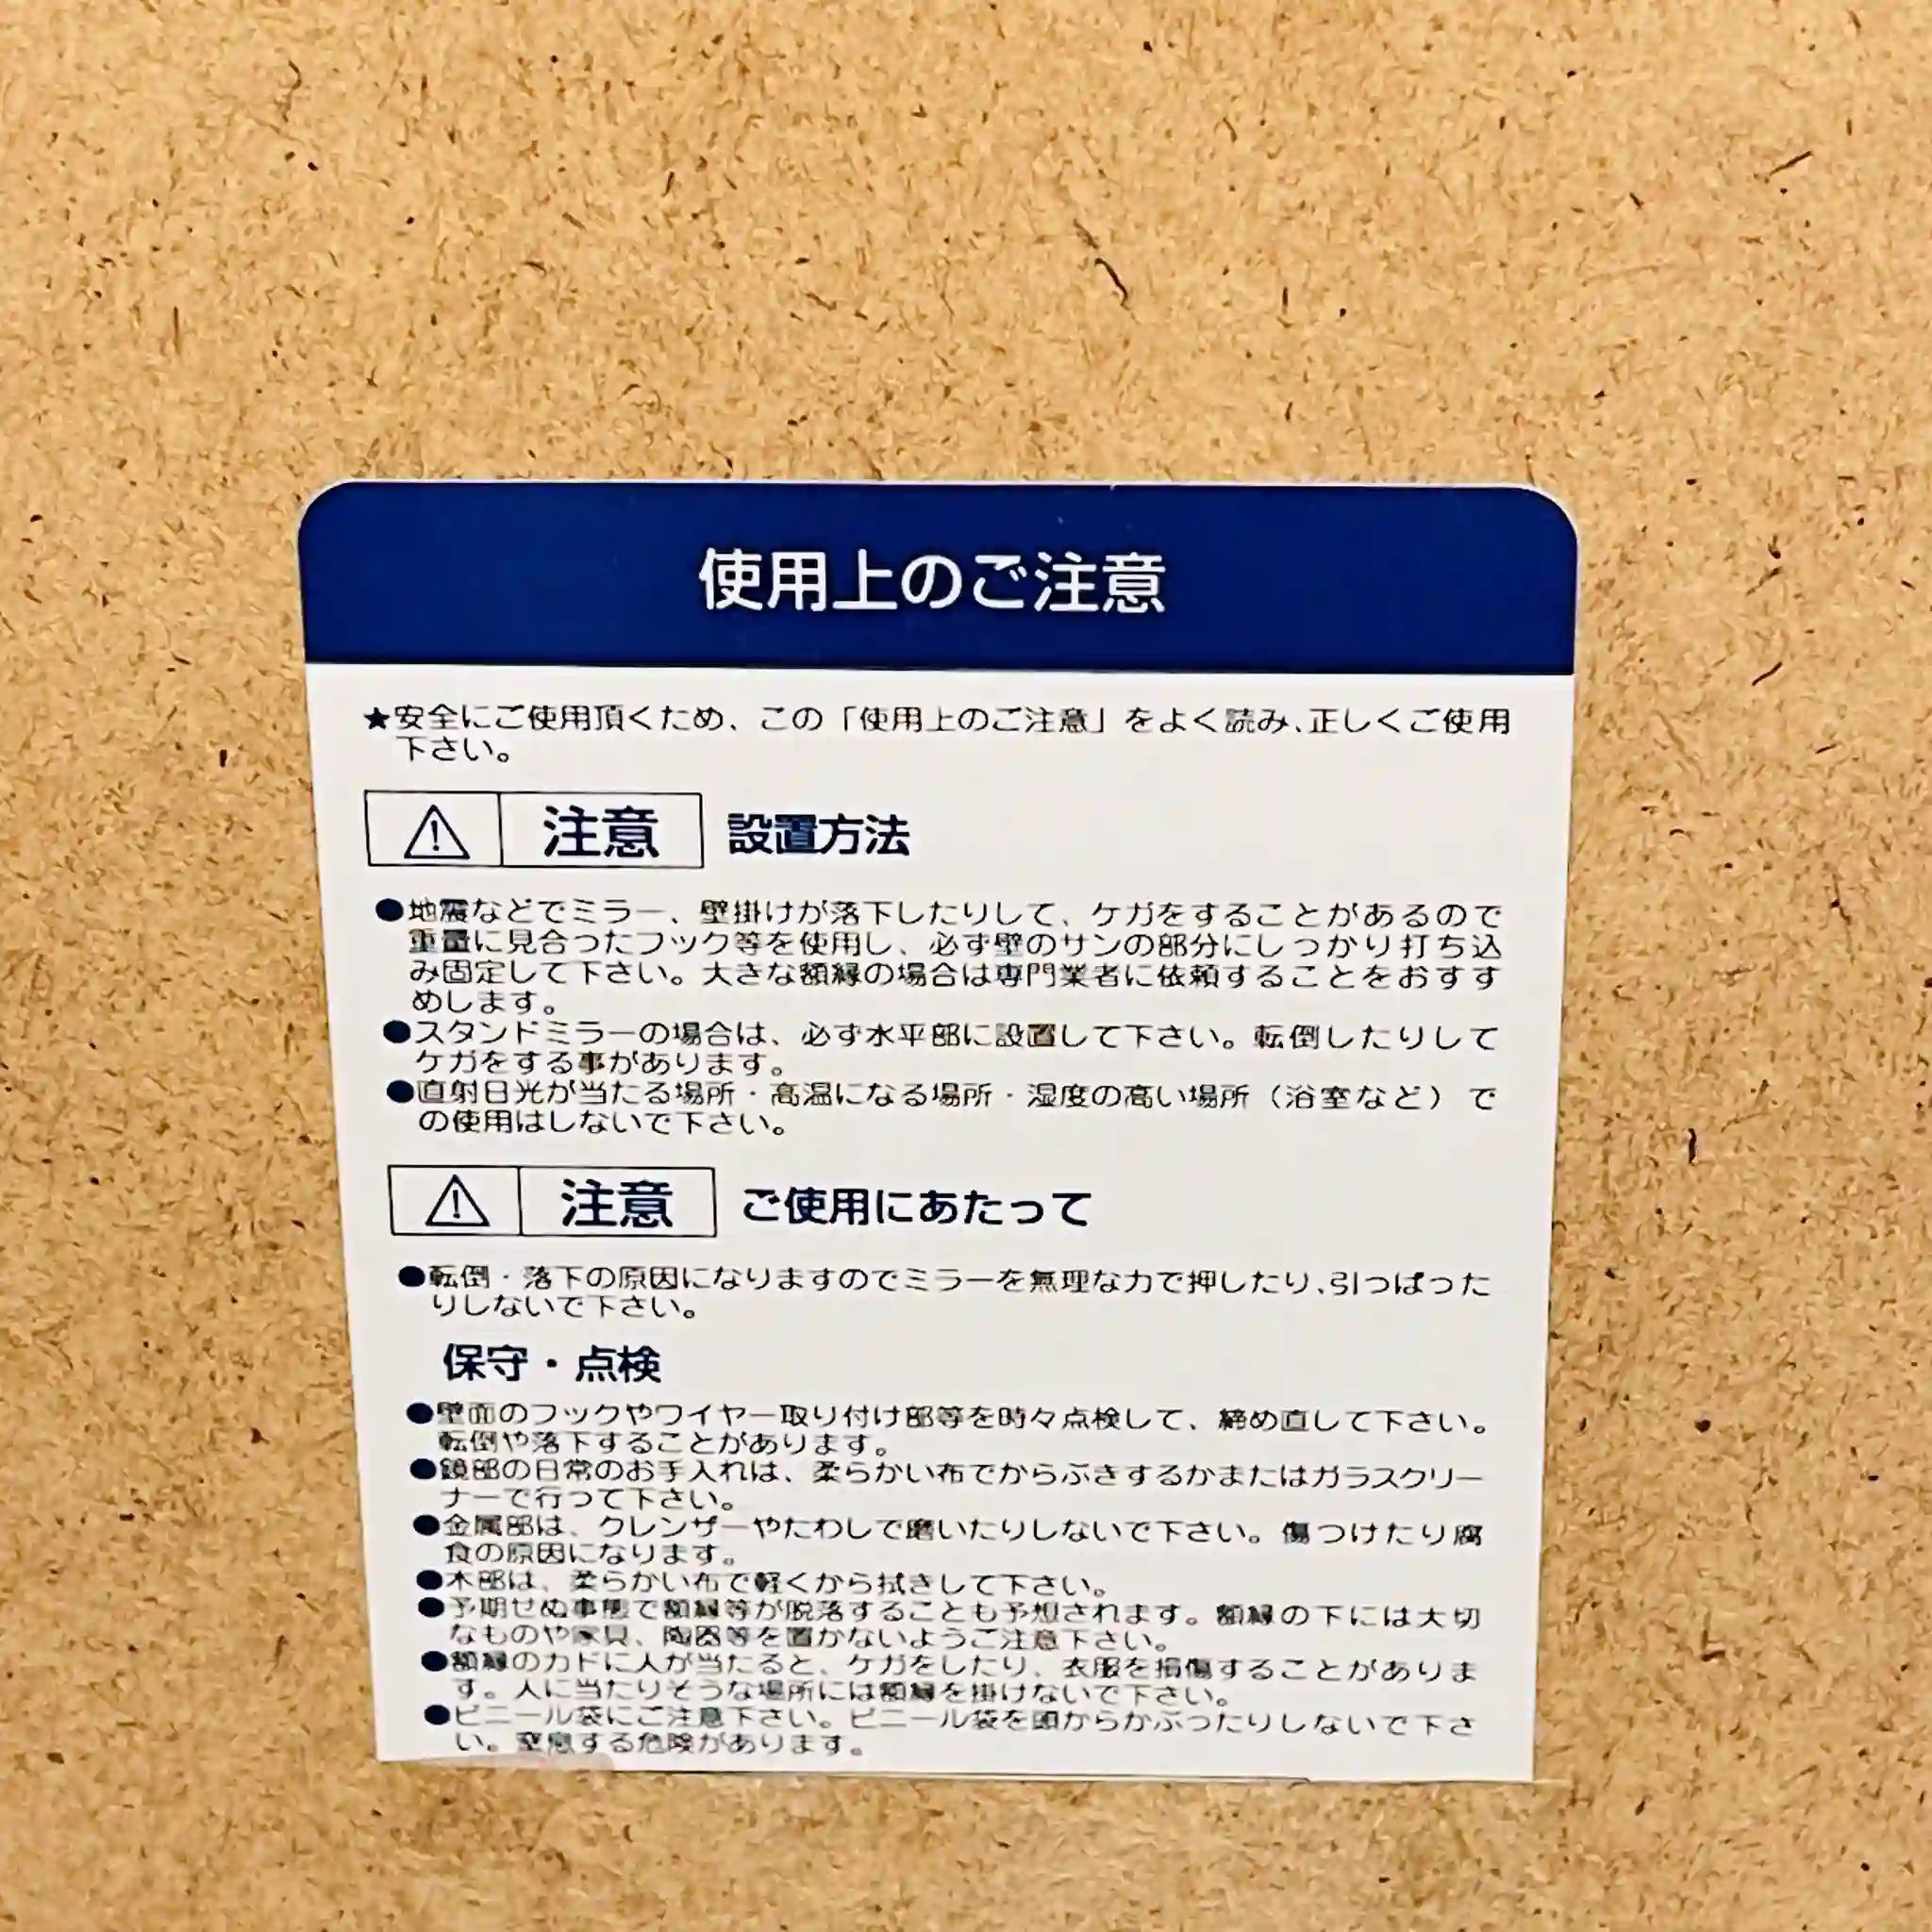 使用上のご注意
★安全にご使用頂くため、この「使用上のご注意」をよく読み、正しくご使用
下さい。
注意 設置方法
●地震などでミラー、壁掛けが落下したりして、ケガをすることがあるので
重量に見合ったフック等を使用し、必ず壁のサンの部分にしっかり打ち込
み固定して下さい。大きな額縁の場合は専門業者に依頼することをおすす
めします。
●スタンドミラーの場合は、必ず水平部に設置して下さい。転倒したりして
ケガをする事があります。
●直射日光が当たる場所・高温になる場所・湿度の高い場所（浴室など）で
の使用はしないで下さい。
注意 ご使用にあたって
●転倒・落下の原因になりますのでミラーを無理な力で押したり、引っぱった
りしないで下さい。
保守・点検
●壁面のフックやワイヤー取り付け部等を時々点検して、締め直して下さい。
転倒や落下することがあります。
●鏡部の日常のお手入れは、柔らかい布でからぶきするかまたはガラスクリー
ナーで行って下さい。
●金属部は、クレンザーやたわしで磨いたりしないで下さい。傷つけたり腐
食の原因になります。
●木部は、柔らかい布で軽くから拭きして下さい。
●予期せぬ事態で額縁等が脱落することも予想されます。額縁の下には大切
なものや家具、陶器等を置かないようご注意下さい。
●額縁のカドに人が当たると、ケガをしたり、衣服を損傷することがありま
す。人に当たりそうな場所には額縁を掛けないで下さい。
●ビニール袋にご注意下さい。ビニール袋を頭からかぶったりしないで下さ
い。窒息する危険があります。